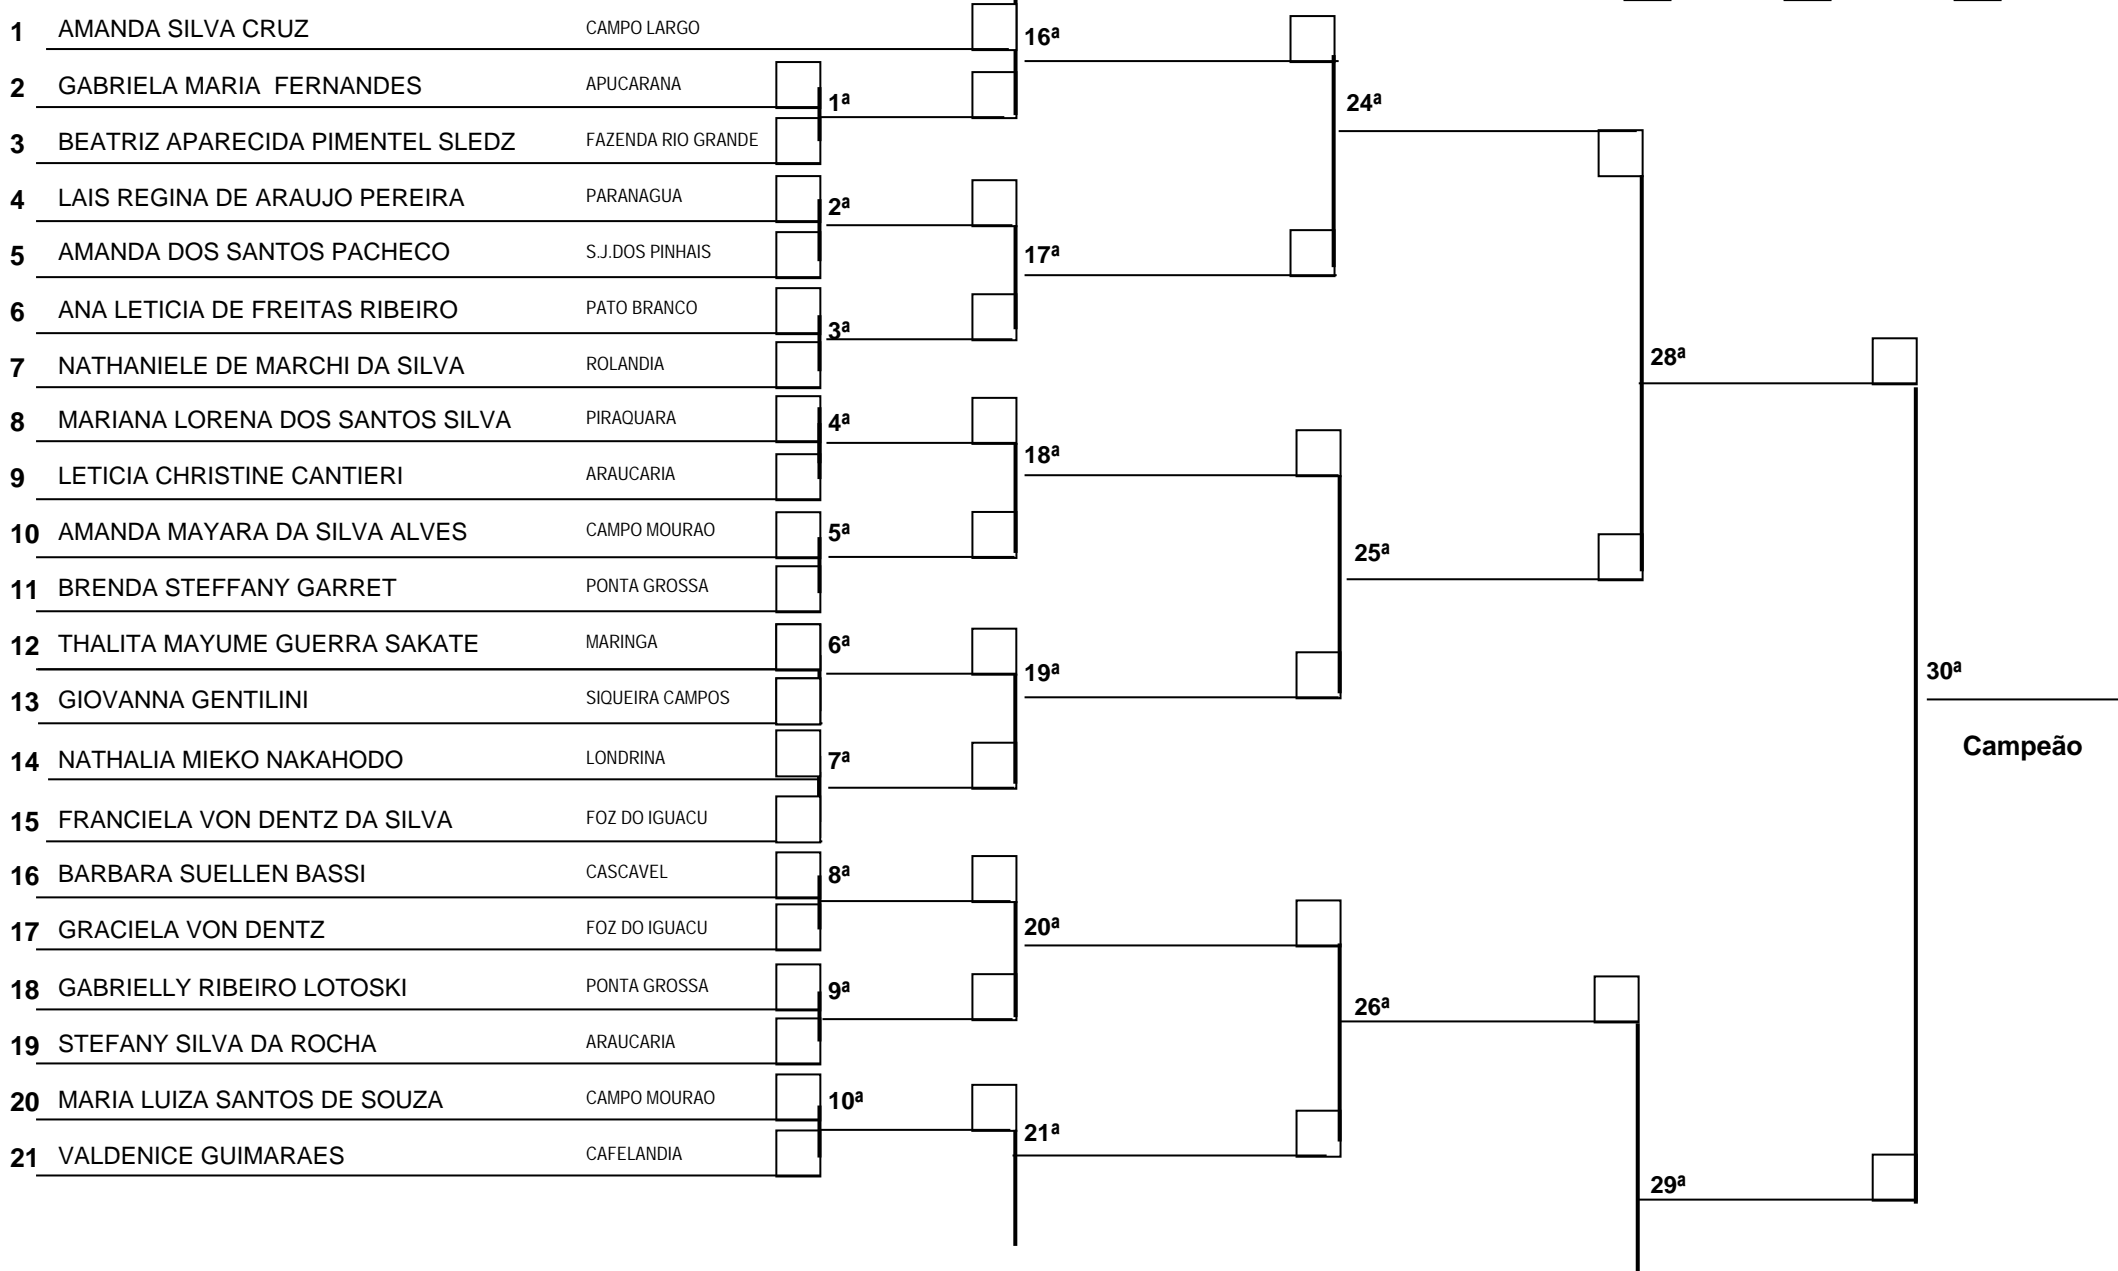 1 AMANDA SILVA CRUZ CAMPO LARGO
16ª
2 GABRIELA MARIA FERNANDES APUCARANA
1ª
24ª
3 BEATRIZ APARECIDA PIMENTEL SLEDZ FAZENDA RIO GRANDE
4 LAIS REGINA DE ARAUJO PEREIRA PARANAGUA
2ª
5 AMANDA DOS SANTOS PACHECO S.J.DOS PINHAIS
17ª
6 ANA LETICIA DE FREITAS RIBEIRO PATO BRANCO
3ª
7 NATHANIELE DE MARCHI DA SILVA ROLANDIA
28ª
8 MARIANA LORENA DOS SANTOS SILVA PIRAQUARA
4ª
18ª
9 LETICIA CHRISTINE CANTIERI ARAUCARIA
10 AMANDA MAYARA DA SILVA ALVES CAMPO MOURAO
5ª
25ª
11 BRENDA STEFFANY GARRET PONTA GROSSA
12 THALITA MAYUME GUERRA SAKATE MARINGA
6ª
19ª
30ª
13 GIOVANNA GENTILINI SIQUEIRA CAMPOS
Campeão
14 NATHALIA MIEKO NAKAHODO LONDRINA
7ª
15 FRANCIELA VON DENTZ DA SILVA FOZ DO IGUACU
16 BARBARA SUELLEN BASSI CASCAVEL
8ª
17 GRACIELA VON DENTZ FOZ DO IGUACU
20ª
18 GABRIELLY RIBEIRO LOTOSKI PONTA GROSSA
9ª
26ª
19 STEFANY SILVA DA ROCHA ARAUCARIA
20 MARIA LUIZA SANTOS DE SOUZA CAMPO MOURAO
10ª
21ª
21 VALDENICE GUIMARAES CAFELANDIA
29ª